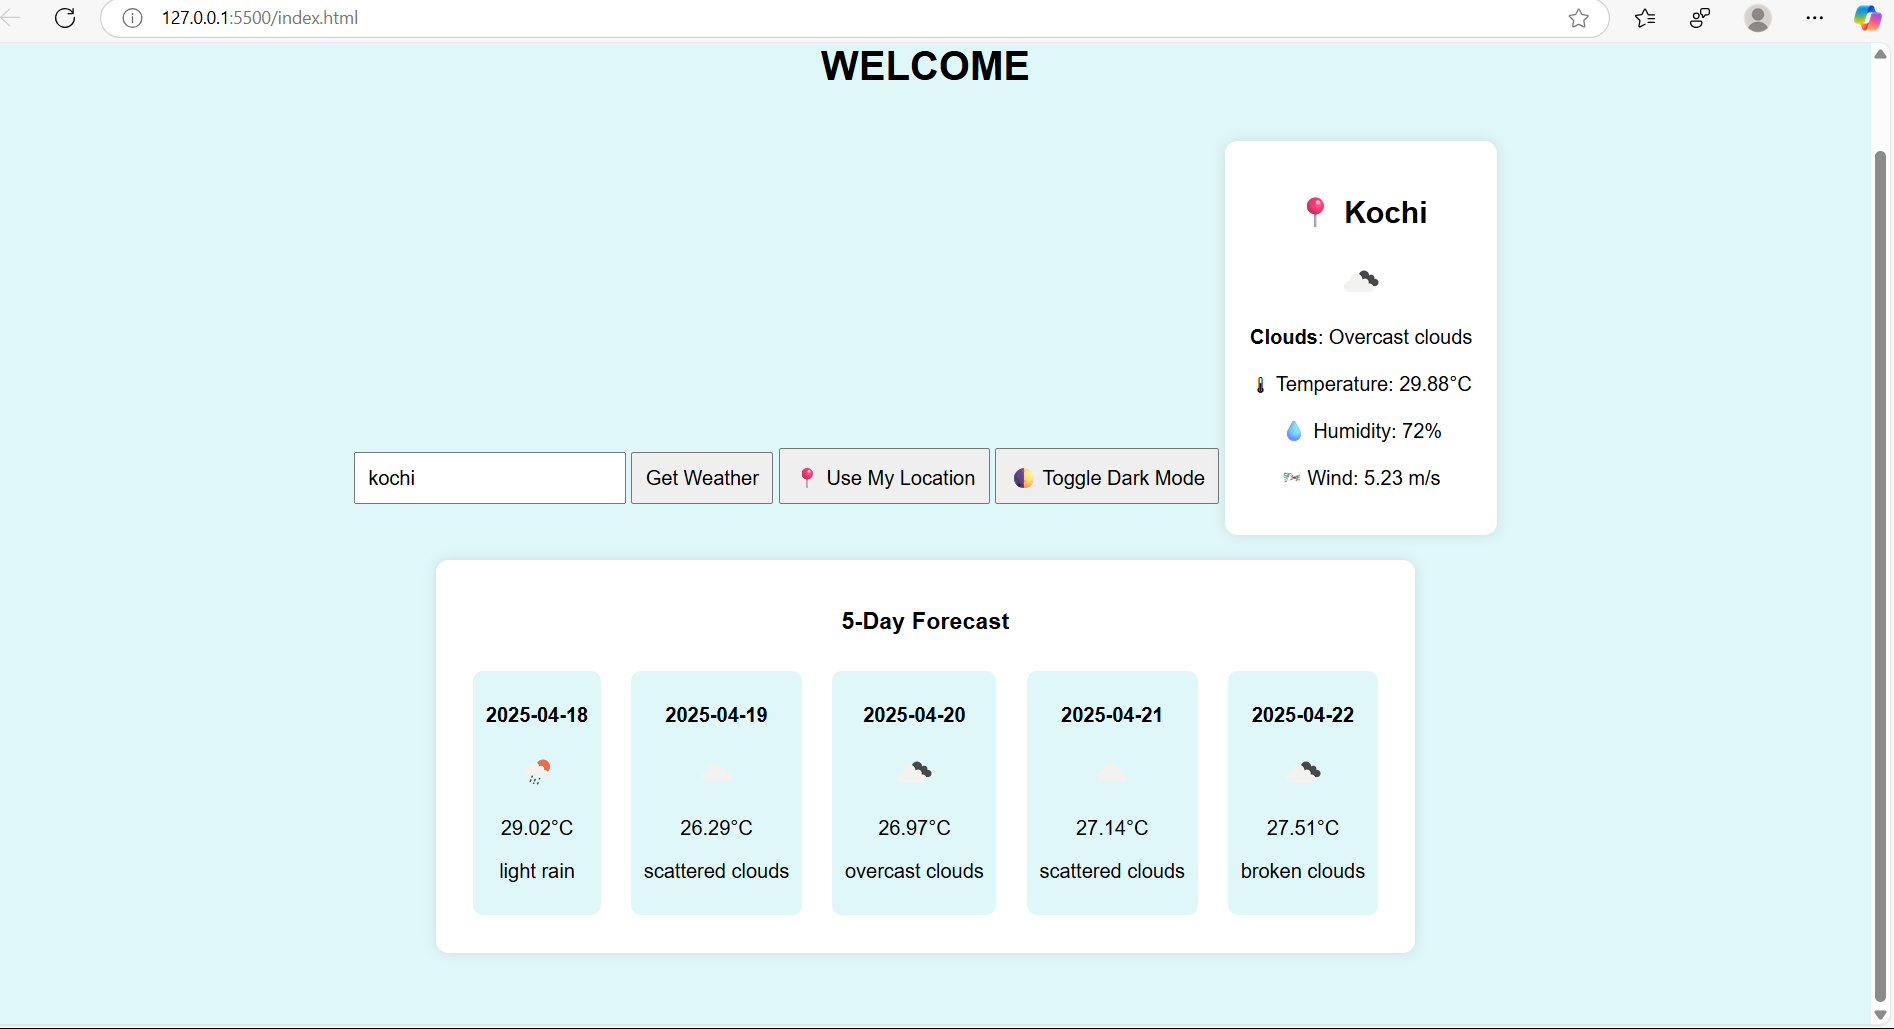 127.0.0.1:5500/index.html
WELCOME
📍 Kochi
Clouds: Overcast clouds
🌡 Temperature: 29.88°C
💧 Humidity: 72%
🌬 Wind: 5.23 m/s
kochi
Get Weather
📍 Use My Location
🌗 Toggle Dark Mode
5-Day Forecast
2025-04-18
29.02°C
light rain
2025-04-19
26.29°C
scattered clouds
2025-04-20
26.97°C
overcast clouds
2025-04-21
27.14°C
scattered clouds
2025-04-22
27.51°C
broken clouds